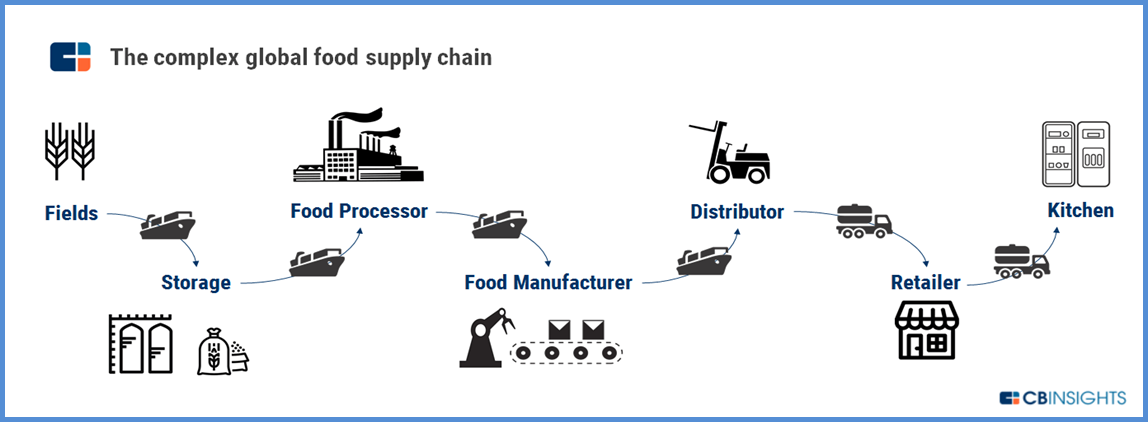 The complex global food supply chain
Fields
Storage
Food Processor
Food Manufacturer
Distributor
Retailer
Kitchen
CBINSIGHTS